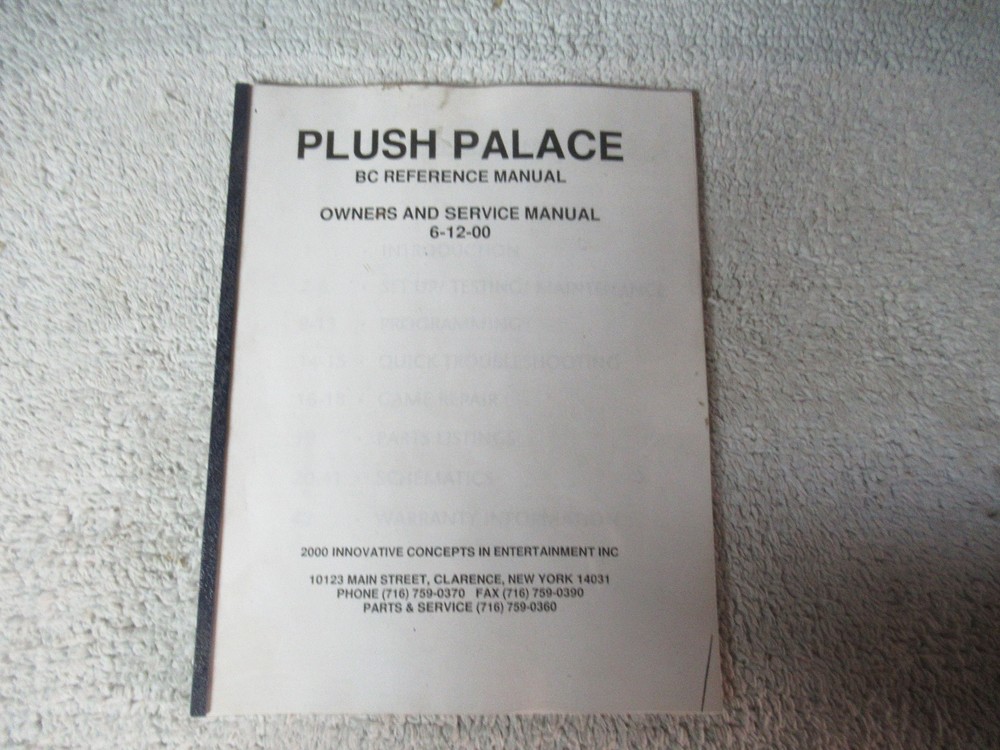 PLUSH PALACE
BC REFERENCE MANUAL
OWNERS AND SERVICE MANUAL
6-12-00
INTRODUCTION
SET UP/ TESTING/ MAINTENANCE
PROGRAMMING
QUICK TROUBLESHOOTING
GAME REPAIR
PARTS LISTINGS
SCHEMATICS
WARRANTY INFORMATION
2000 INNOVATIVE CONCEPTS IN ENTERTAINMENT INC
10123 MAIN STREET, CLARENCE, NEW YORK 14031
PHONE (716) 759-0370 FAX (716) 759-0390
PARTS & SERVICE (716) 759-0360